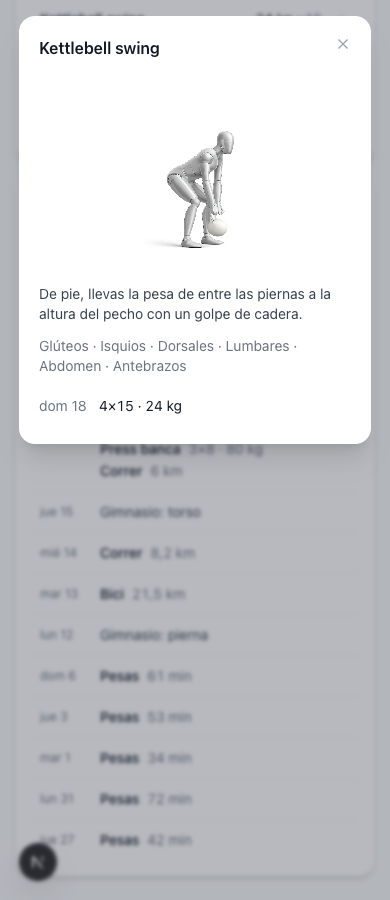 Kettlebell swing
De pie, llevas la pesa de entre las piernas a la
altura del pecho con un golpe de cadera.
Glúteos · Isquios · Dorsales · Lumbares ·
Abdomen · Antebrazos
dom 18 4×15 · 24 kg
Press banca 3×8 · 80 kg
Correr 6 km
jue 15 Gimnasio: torso
mié 14 Correr 8,2 km
mar 13 Bici 21,5 km
lun 12 Gimnasio: pierna
dom 6 Pesas 61 min
jue 3 Pesas 53 min
mar 1 Pesas 34 min
lun 31 Pesas 72 min
jue 27 Pesas 42 min